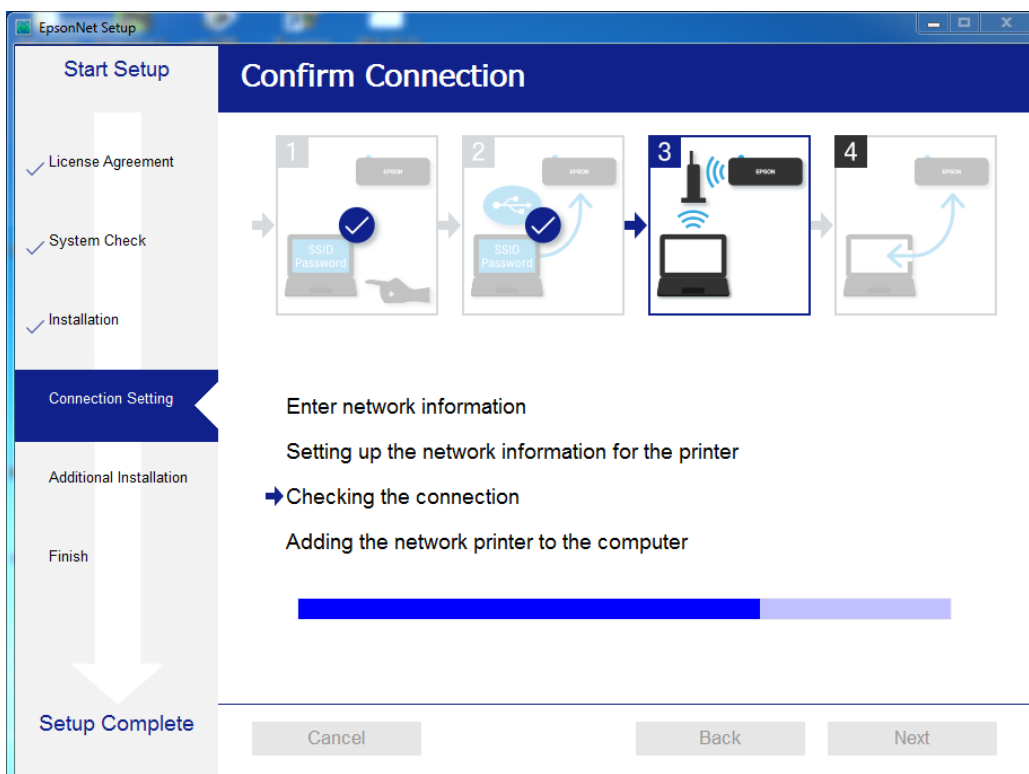 EpsonNet Setup
Start Setup
Confirm Connection
License Agreement
System Check
Installation
Connection Setting
Additional Installation
Finish
Setup Complete
1
EPSON
SSID
Password
2
EPSON
SSID
Password
3
EPSON
4
EPSON
Enter network information
Setting up the network information for the printer
Checking the connection
Adding the network printer to the computer
Cancel
Back
Next